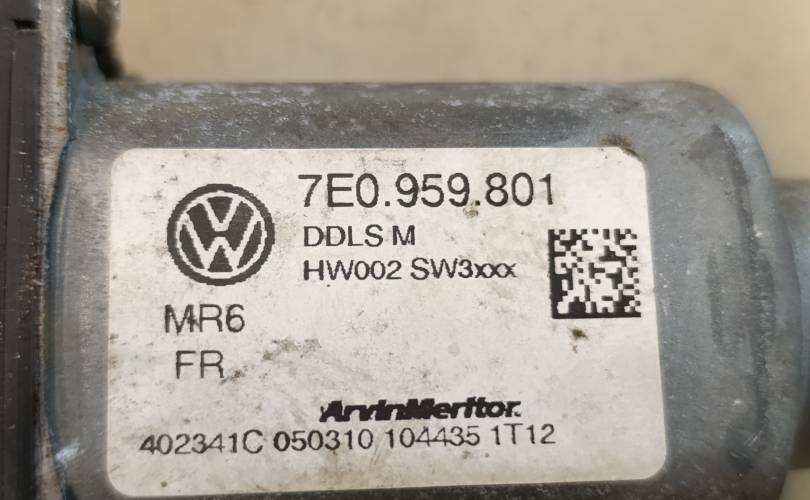 7E0.959.801
DDLS M
HW002 SW3xxx
MR6
FR
ArvinMeritor.
402341C 050310 104435 1T12